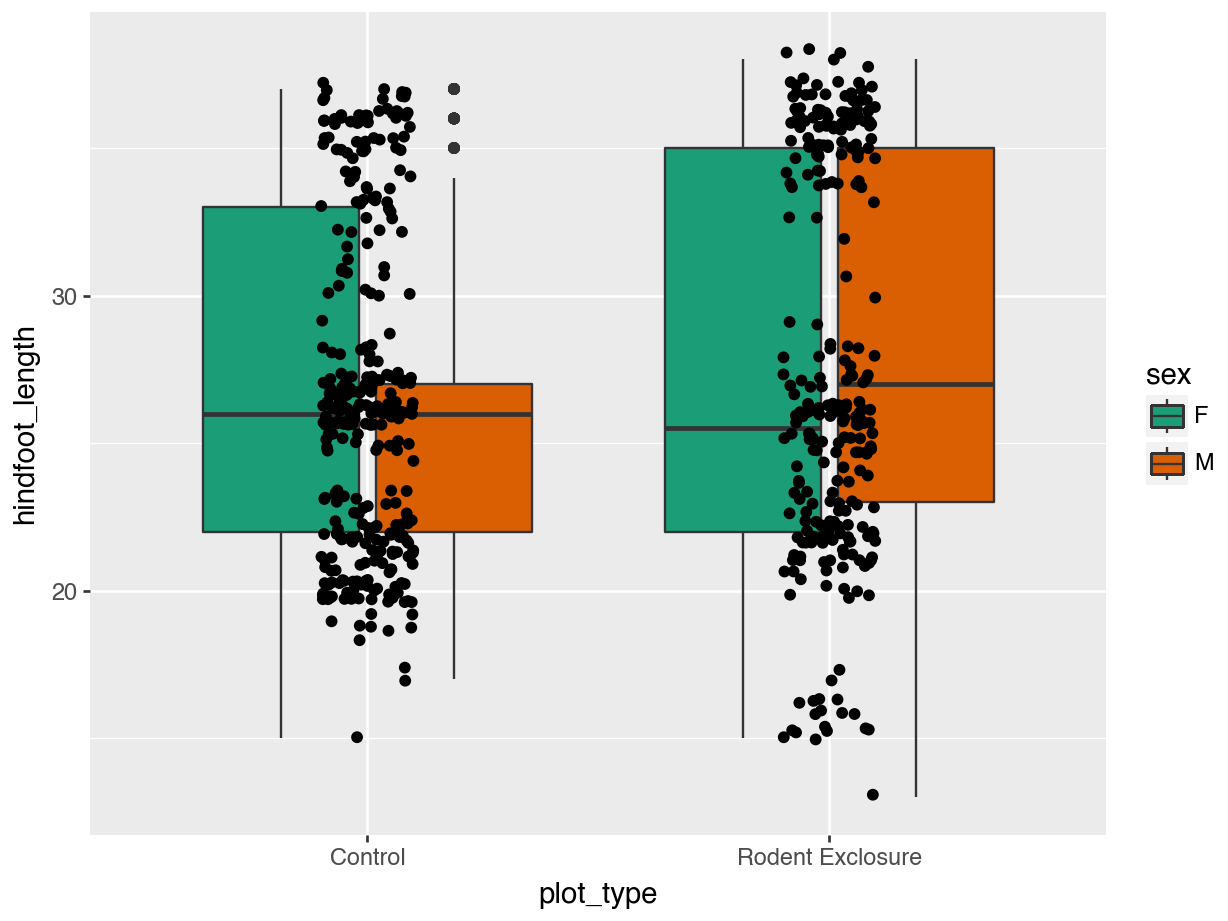 hindfoot_length
30
20
Control
Rodent Exclosure
plot_type
sex
F
M